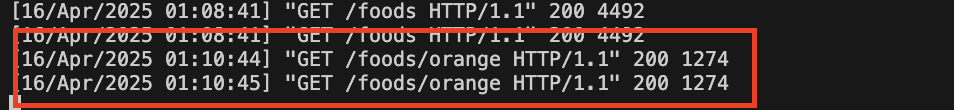 [16/Apr/2025 01:08:41] "GET /foods HTTP/1.1" 200 4492
[16/Apr/2025 01:08:41] "GET /foods HTTP/1.1" 200 4492
[16/Apr/2025 01:10:44] "GET /foods/orange HTTP/1.1" 200 1274
[16/Apr/2025 01:10:45] "GET /foods/orange HTTP/1.1" 200 1274